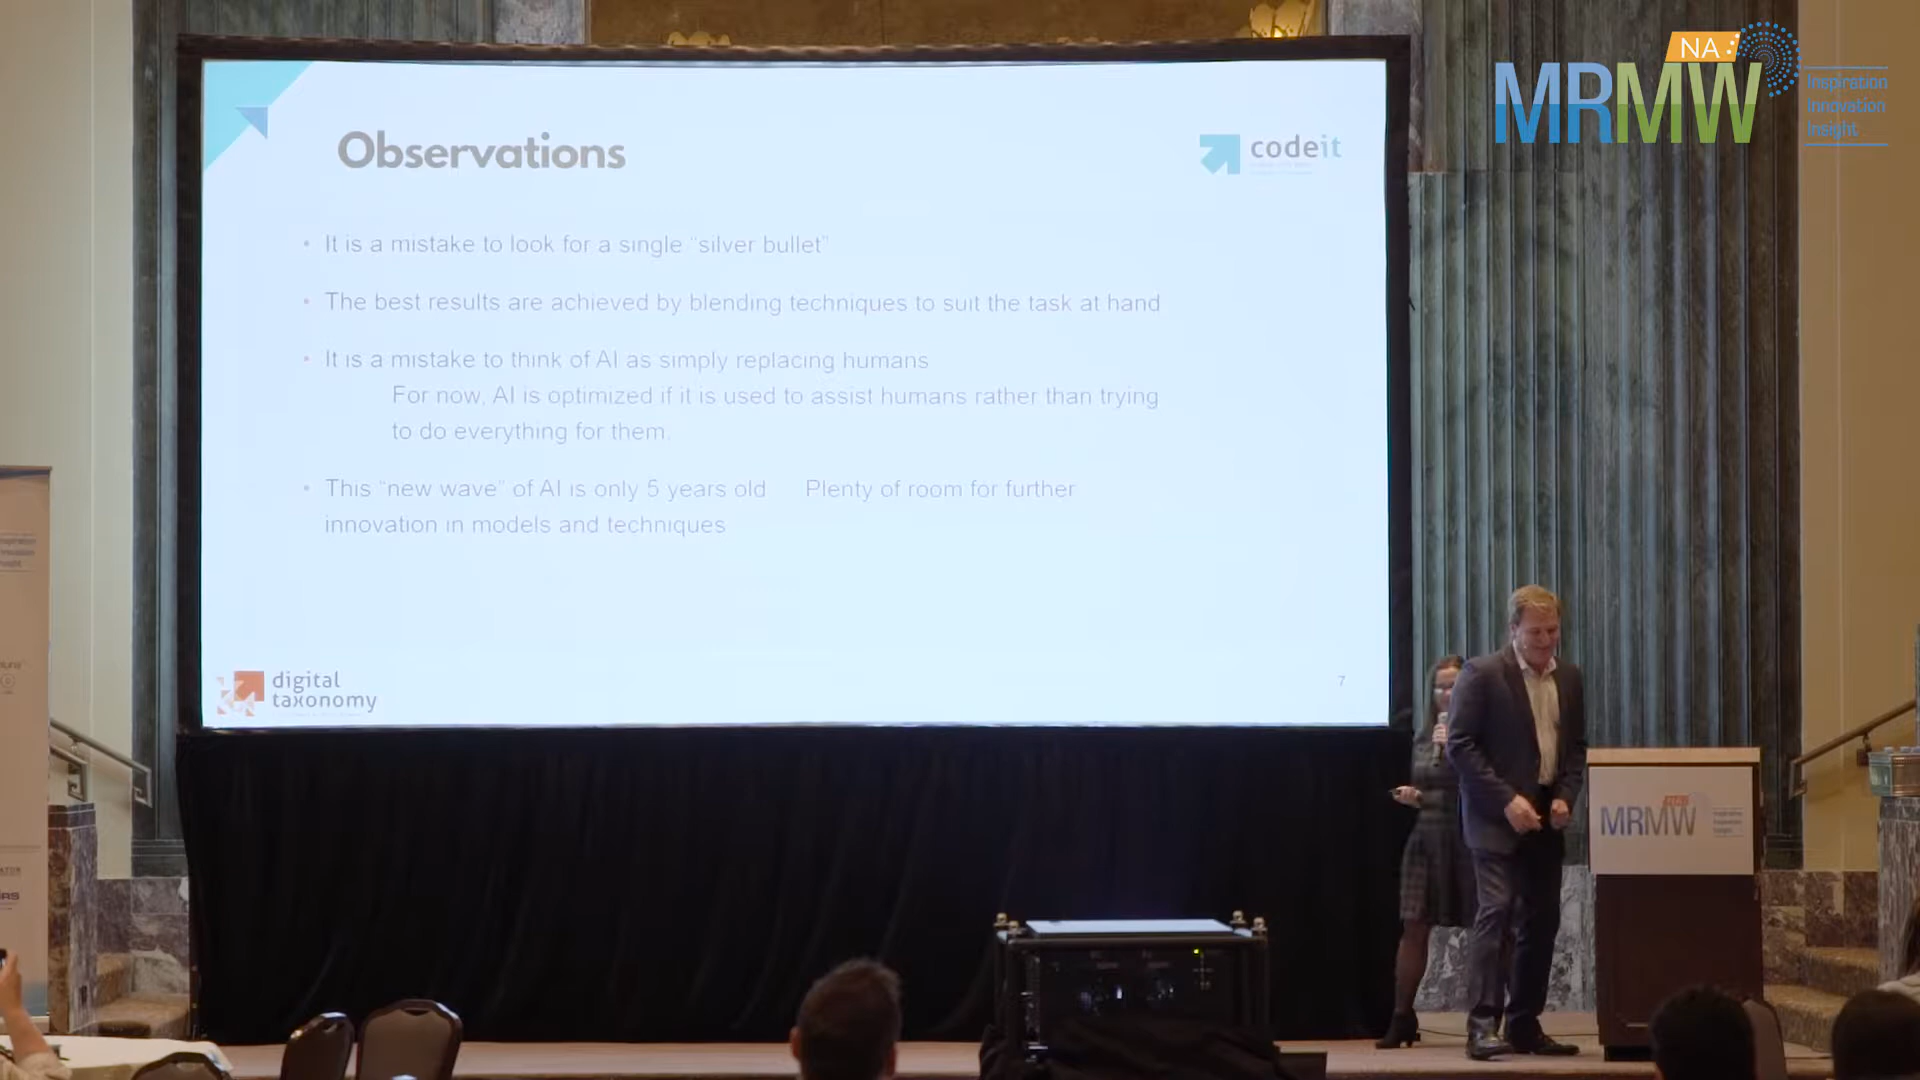 NA
MRMW
Inspiration
Innovation
Insight
Observations
codeit
• It is a mistake to look for a single “silver bullet”
• The best results are achieved by blending techniques to suit the task at hand
• It is a mistake to think of AI as simply replacing humans
For now, AI is optimized if it is used to assist humans rather than trying
to do everything for them.
• This “new wave” of AI is only 5 years old Plenty of room for further
innovation in models and techniques
digital
taxonomy
7
MRMW